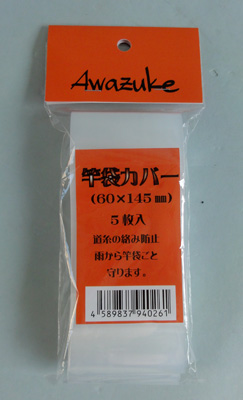 Awazuke
竿袋カバー
(60×145㎜)
5枚入
道糸の絡み防止
雨から竿袋ごと
守ります。
4 589837 940261